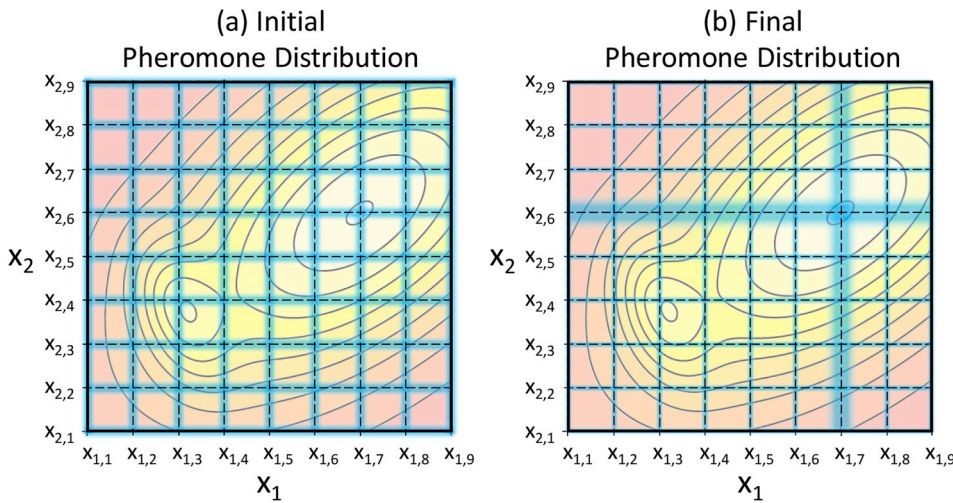 (a) Initial
Pheromone Distribution
x2,9
x2,8
x2,7
x2,6
x2,5
x2,4
x2,3
x2,2
x2,1
x2
x1,1 x1,2 x1,3 x1,4 x1,5 x1,6 x1,7 x1,8 x1,9
x1
(b) Final
Pheromone Distribution
x2,9
x2,8
x2,7
x2,6
x2,5
x2,4
x2,3
x2,2
x2,1
x2
x1,1 x1,2 x1,3 x1,4 x1,5 x1,6 x1,7 x1,8 x1,9
x1